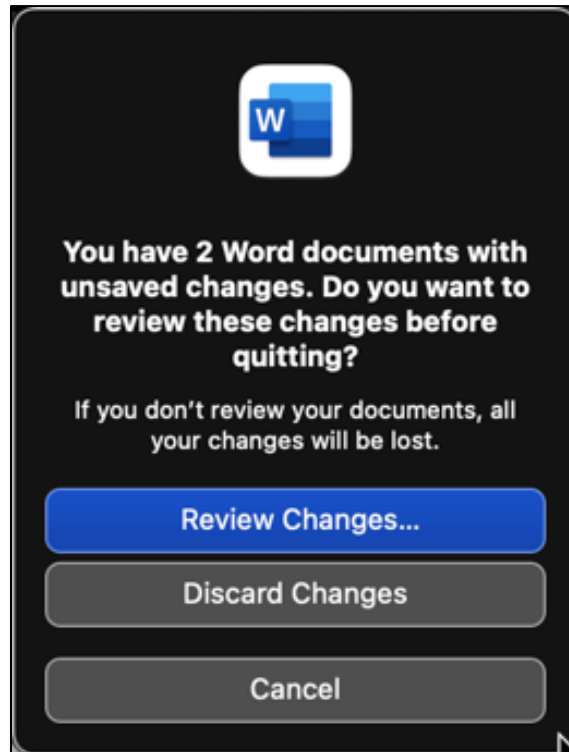 W
You have 2 Word documents with
unsaved changes. Do you want to
review these changes before
quitting?
If you don’t review your documents, all
your changes will be lost.
Review Changes...
Discard Changes
Cancel